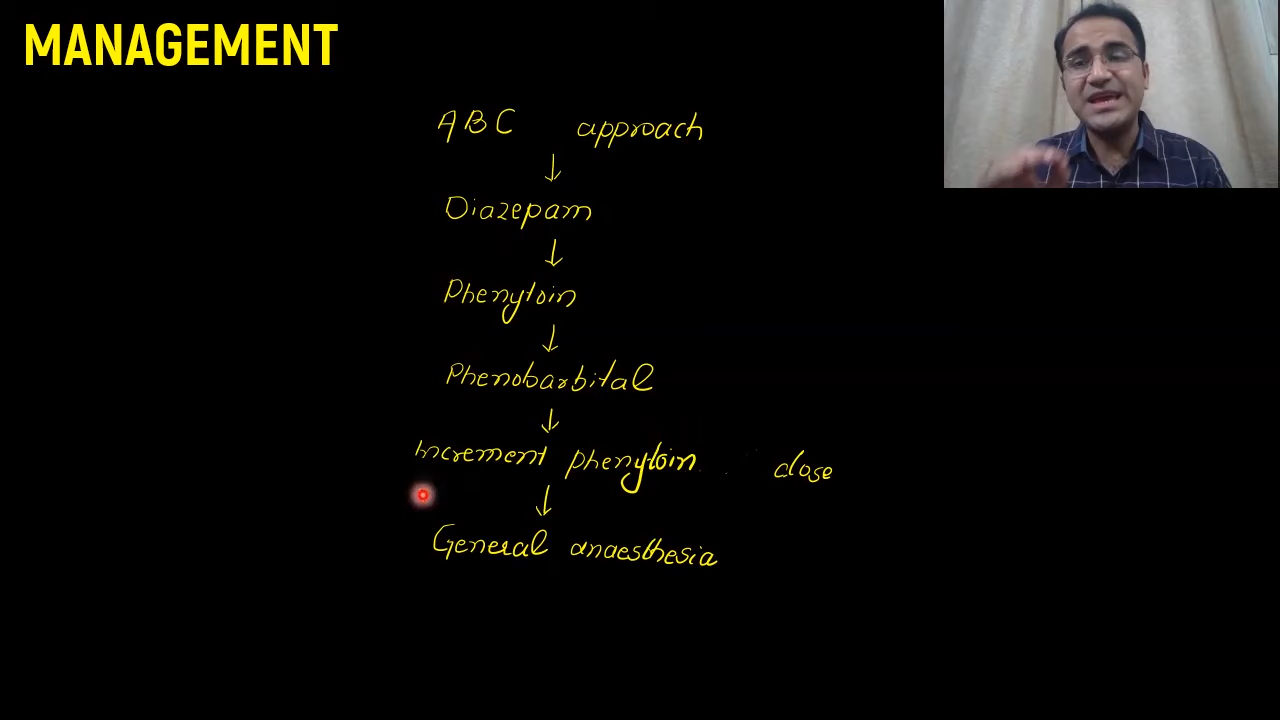 MANAGEMENT
ABC approach
Diazepam
Phenytoin
Phenobarbital
Increment phenytoin dose
General anaesthesia